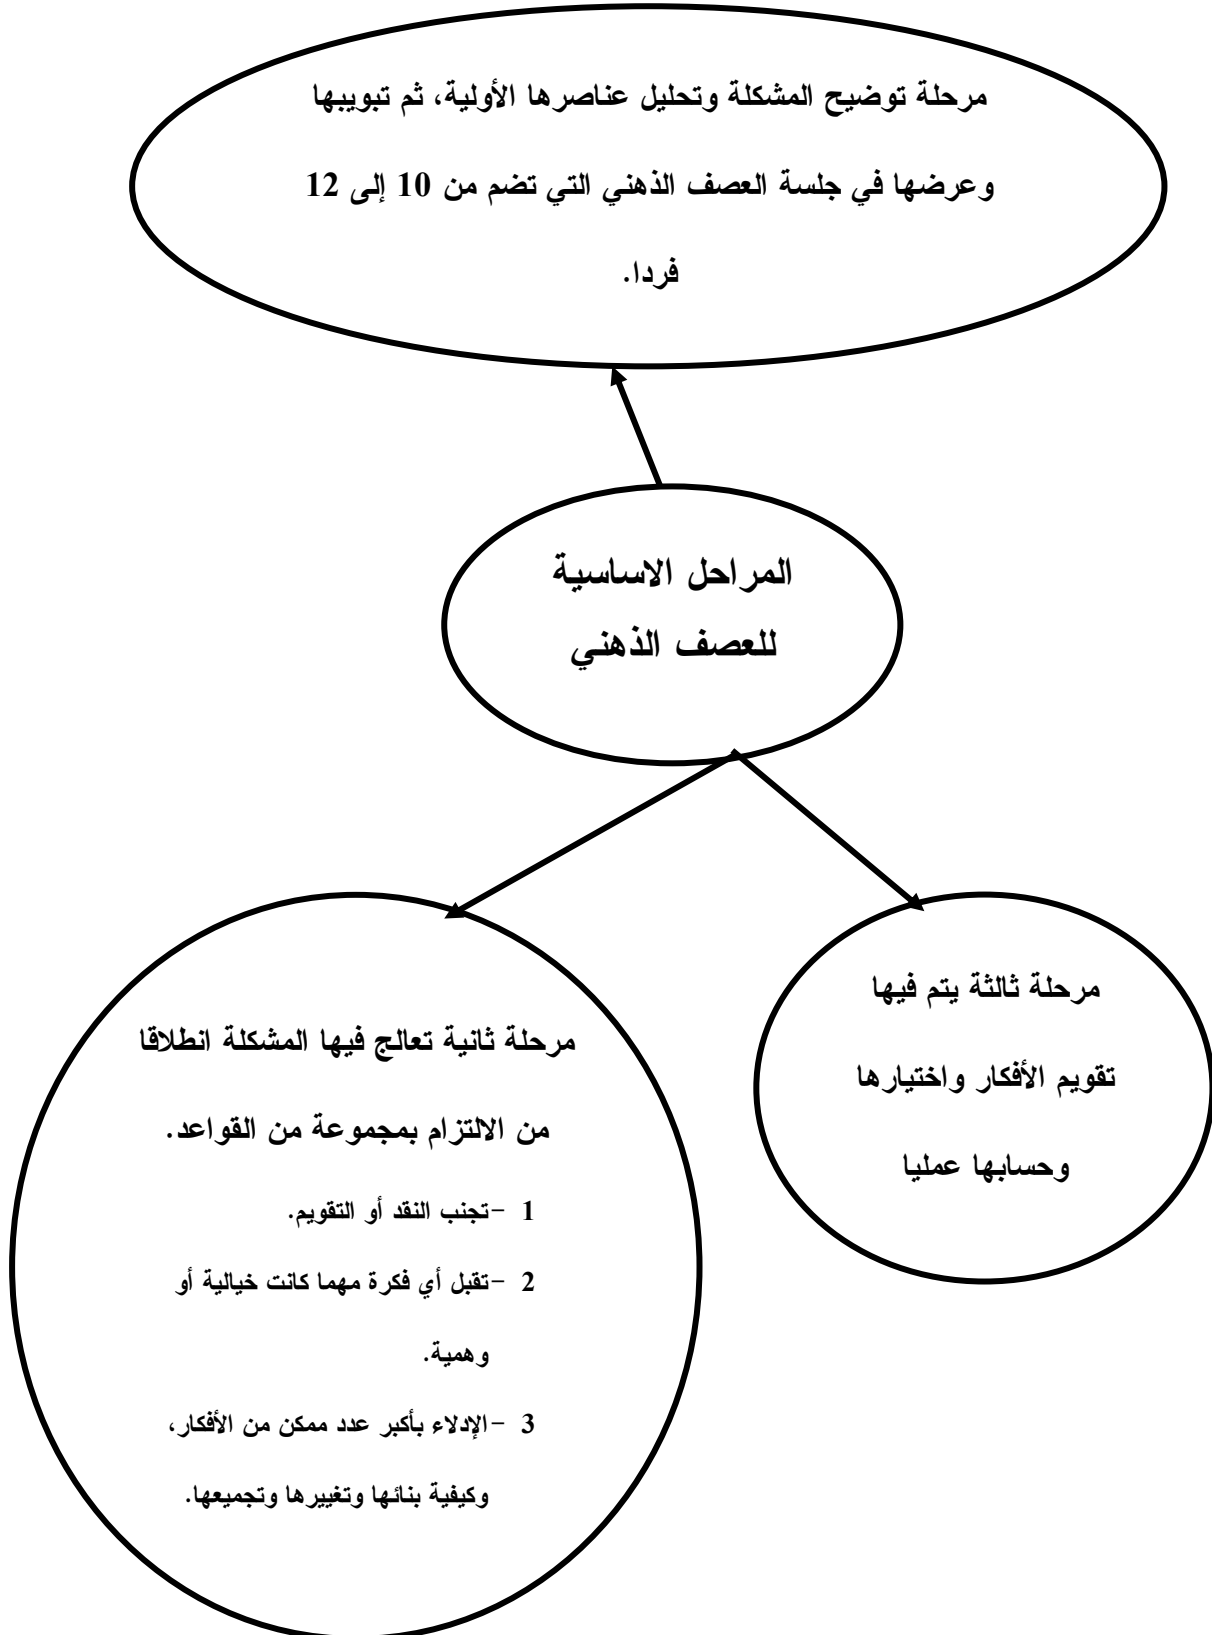 مرحلة توضيح المشكلة وتحليل عناصرها الأولية، ثم تبويبها
وعرضها في جلسة العصف الذهني التي تضم من 10 إلى 12
فردا.
المراحل الاساسية
للعصف الذهني
مرحلة ثانية تعالج فيها المشكلة انطلاقا
من الالتزام بمجموعة من القواعد.
1 -تجنب النقد أو التقويم.
2 -تقبل أي فكرة مهما كانت خيالية أو
وهمية.
3 -الإدلاء بأكبر عدد ممكن من الأفكار،
وكيفية بنائها وتغييرها وتجميعها.
مرحلة ثالثة يتم فيها
تقويم الأفكار واختيارها
وحسابها عمليا